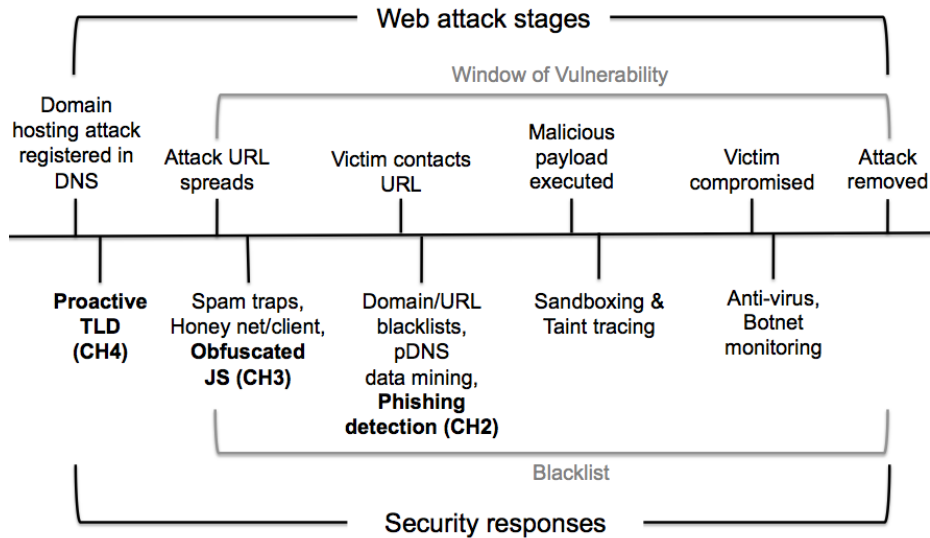 Web attack stages
Window of Vulnerability
Domain
hosting attack
registered in
DNS
Attack URL
spreads
Victim contacts
URL
Malicious
payload
executed
Victim
compromised
Attack
removed
Proactive
TLD
(CH4)
Spam traps,
Honey net/client,
Obfuscated
JS (CH3)
Domain/URL
blacklists,
pDNS
data mining,
Phishing
detection (CH2)
Sandboxing &
Taint tracing
Anti-virus,
Botnet
monitoring
Blacklist
Security responses